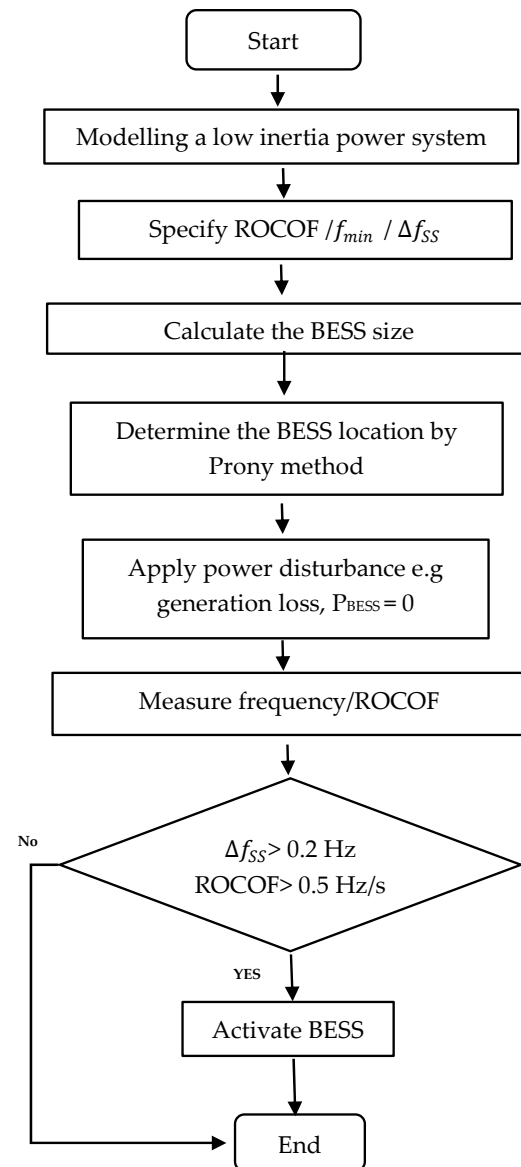 Start
Modelling a low inertia power system
Specify ROCOF /fmin / ΔfSS
Calculate the BESS size
Determine the BESS location by
Prony method
Apply power disturbance e.g
generation loss, PBESS = 0
Measure frequency/ROCOF
No
ΔfSS> 0.2 Hz
ROCOF> 0.5 Hz/s
YES
Activate BESS
End